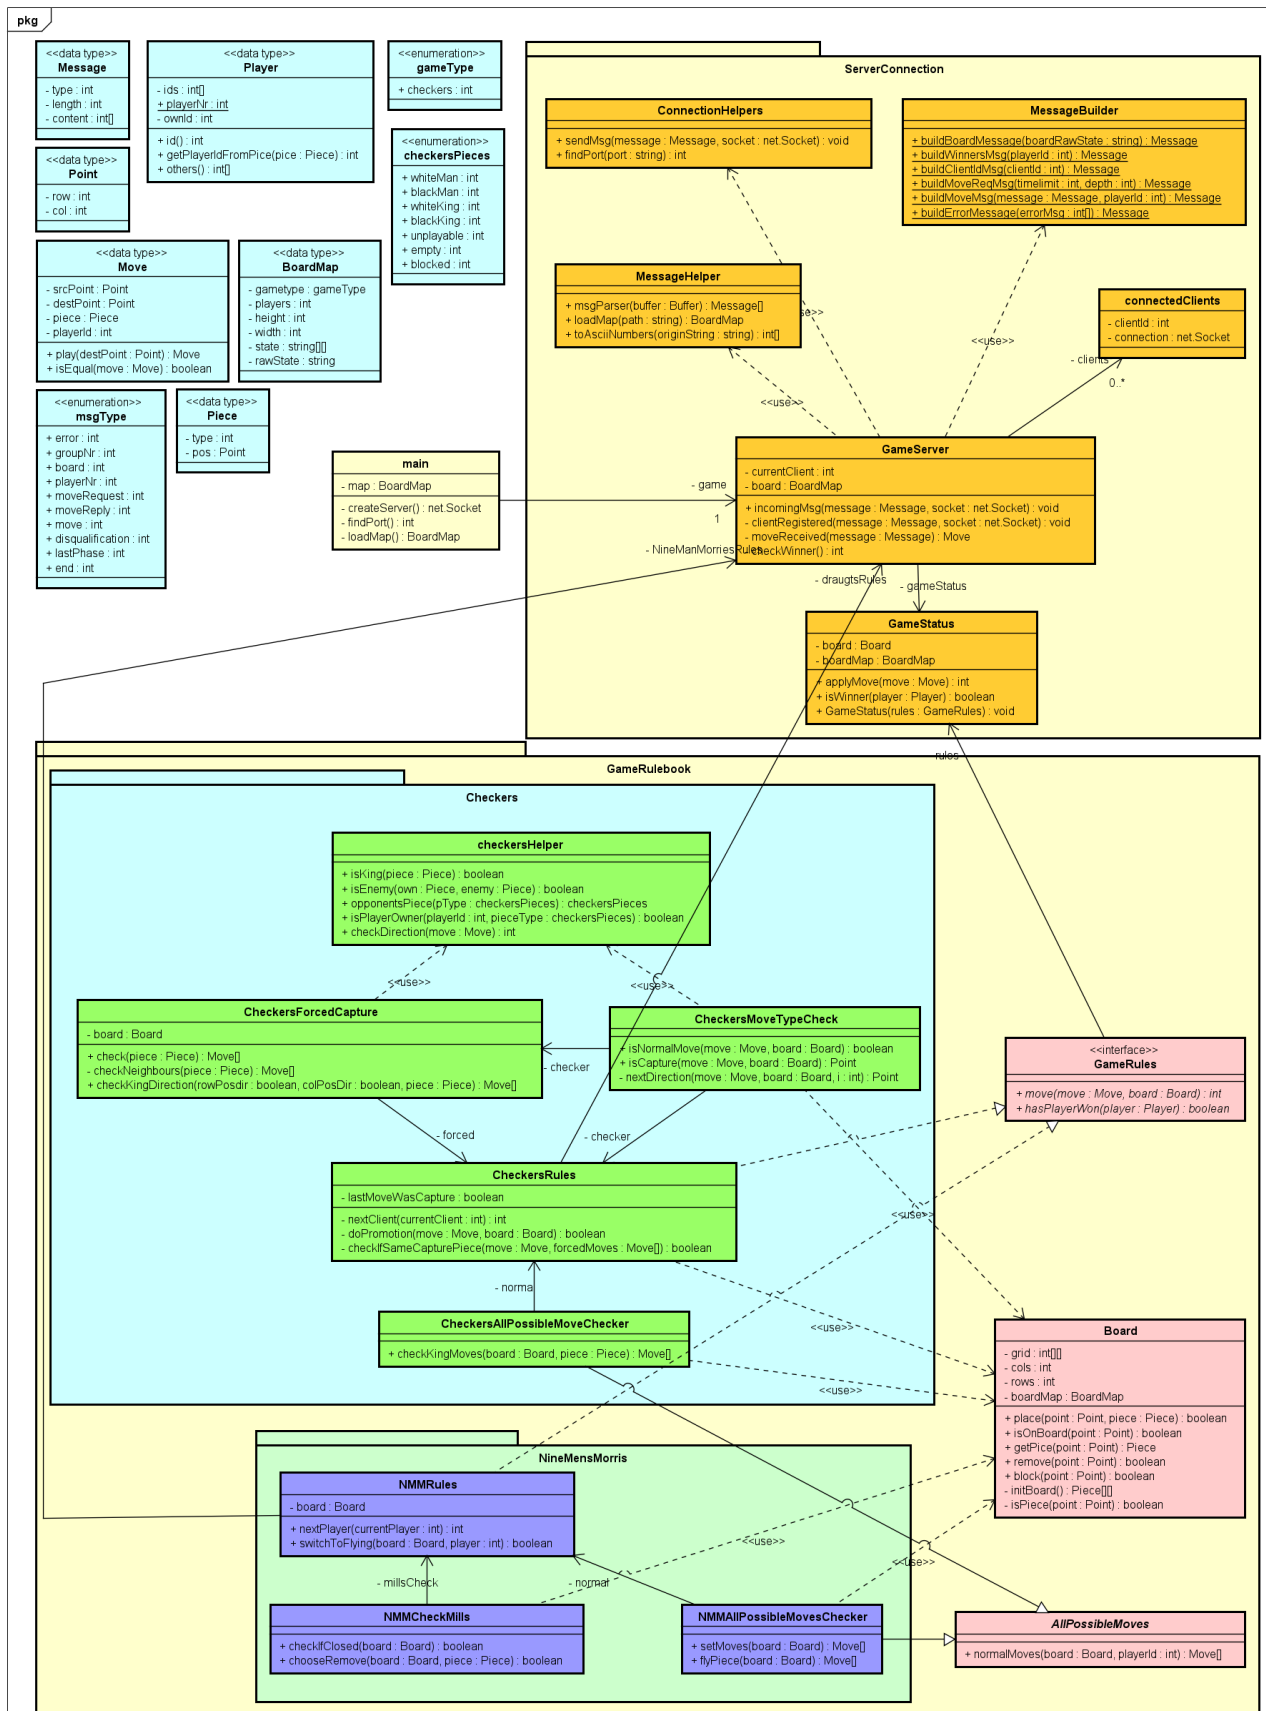 pkg
<<data type>>
Message
- type : int
- length : int
- content : int[]
<<data type>>
Player
- ids : int[]
+ playerNr : int
- ownId : int
+ id() : int
+ getPlayerIdFromPice(pice : Piece) : int
+ others() : int[]
<<enumeration>>
gameType
+ checkers : int
<<data type>>
Point
- row : int
- col : int
<<enumeration>>
checkersPieces
+ whiteMan : int
+ blackMan : int
+ whiteKing : int
+ blackKing : int
+ unplayable : int
+ empty : int
+ blocked : int
<<data type>>
Move
- srcPoint : Point
- destPoint : Point
- piece : Piece
- playerId : int
+ play(destPoint : Point) : Move
+ isEqual(move : Move) : boolean
<<data type>>
BoardMap
- gametype : gameType
- players : int
- height : int
- width : int
- state : string[][]
- rawState : string
<<enumeration>>
msgType
+ error : int
+ groupNr : int
+ board : int
+ playerNr : int
+ moveRequest : int
+ moveReply : int
+ move : int
+ disqualification : int
+ lastPhase : int
+ end : int
<<data type>>
Piece
- type : int
- pos : Point
main
- map : BoardMap
- createServer() : net.Socket
- findPort() : int
- loadMap() : BoardMap
ServerConnection
ConnectionHelpers
+ sendMsg(message : Message, socket : net.Socket) : void
+ findPort(port : string) : int
MessageBuilder
+ buildBoardMessage(boardRawState : string) : Message
+ buildWinnersMsg(playerId : int) : Message
+ buildClientIdMsg(clientId : int) : Message
+ buildMoveReqMsg(timelimit : int, depth : int) : Message
+ buildMoveMsg(message : Message, playerId : int) : Message
+ buildErrorMessage(errorMsg : int[]) : Message
MessageHelper
+ msgParser(buffer : Buffer) : Message[]
+ loadMap(path : string) : BoardMap
+ toAsciiNumbers(originString : string) : int[]
se>>
connectedClients
- clientId : int
- connection : net.Socket
<<use>>
- clients
0..*
<<use>>
GameServer
- currentClient : int
- board : BoardMap
+ incomingMsg(message : Message, socket : net.Socket) : void
- clientRegistered(message : Message, socket : net.Socket) : void
- moveReceived(message : Message) : Move
- checkWinner() : int
- game
1
- NineManMorriesRules
- draugtsRules
- gameStatus
GameStatus
- board : Board
- boardMap : BoardMap
+ applyMove(move : Move) : int
+ isWinner(player : Player) : boolean
+ GameStatus(rules : GameRules) : void
- rules
GameRulebook
Checkers
checkersHelper
+ isKing(piece : Piece) : boolean
+ isEnemy(own : Piece, enemy : Piece) : boolean
+ opponentsPiece(pType : checkersPieces) : checkersPieces
+ isPlayerOwner(playerId : int, pieceType : checkersPieces) : boolean
+ checkDirection(move : Move) : int
<<use>>
<<use>>
CheckersForcedCapture
- board : Board
+ check(piece : Piece) : Move[]
- checkNeighbours(piece : Piece) : Move[]
+ checkKingDirection(rowPosdir : boolean, colPosDir : boolean, piece : Piece) : Move[]
CheckersMoveTypeCheck
+ isNormalMove(move : Move, board : Board) : boolean
+ isCapture(move : Move, board : Board) : Point
- nextDirection(move : Move, board : Board, i : int) : Point
- checker
<<interface>>
GameRules
+ move(move : Move, board : Board) : int
+ hasPlayerWon(player : Player) : boolean
- forced
- checker
CheckersRules
- lastMoveWasCapture : boolean
- nextClient(currentClient : int) : int
- doPromotion(move : Move, board : Board) : boolean
- checkIfSameCapturePiece(move : Move, forcedMoves : Move[]) : boolean
<<use>>
- normal
<<use>>
CheckersAllPossibleMoveChecker
+ checkKingMoves(board : Board, piece : Piece) : Move[]
<<use>>
Board
- grid : int[][]
- cols : int
- rows : int
- boardMap : BoardMap
+ place(point : Point, piece : Piece) : boolean
+ isOnBoard(point : Point) : boolean
+ getPice(point : Point) : Piece
+ remove(point : Point) : boolean
+ block(point : Point) : boolean
- initBoard() : Piece[][]
- isPiece(point : Point) : boolean
NineMensMorris
NMMRules
- board : Board
+ nextPlayer(currentPlayer : int) : int
+ switchToFlying(board : Board, player : int) : boolean
<<use>>
<<use>>
- millsCheck
- normal
NMMCheckMills
+ checkIfClosed(board : Board) : boolean
+ chooseRemove(board : Board, piece : Piece) : boolean
NMMAllPossibleMovesChecker
+ setMoves(board : Board) : Move[]
+ flyPiece(board : Board) : Move[]
AllPossibleMoves
+ normalMoves(board : Board, playerId : int) : Move[]